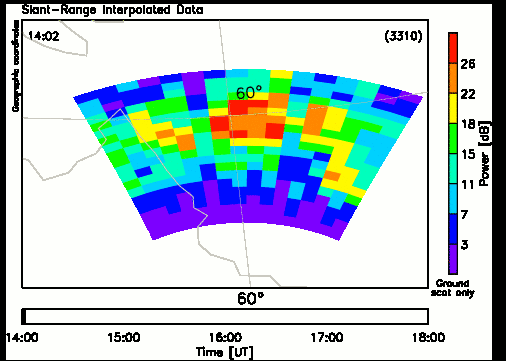 Slant-Range Interpolated Data
Geographic coordinates
14:02
(3310)
60°
26
22
18
15
11
7
3
Power [dB]
Ground
scat only
60°
14:00 15:00 16:00 17:00 18:00
Time [UT]